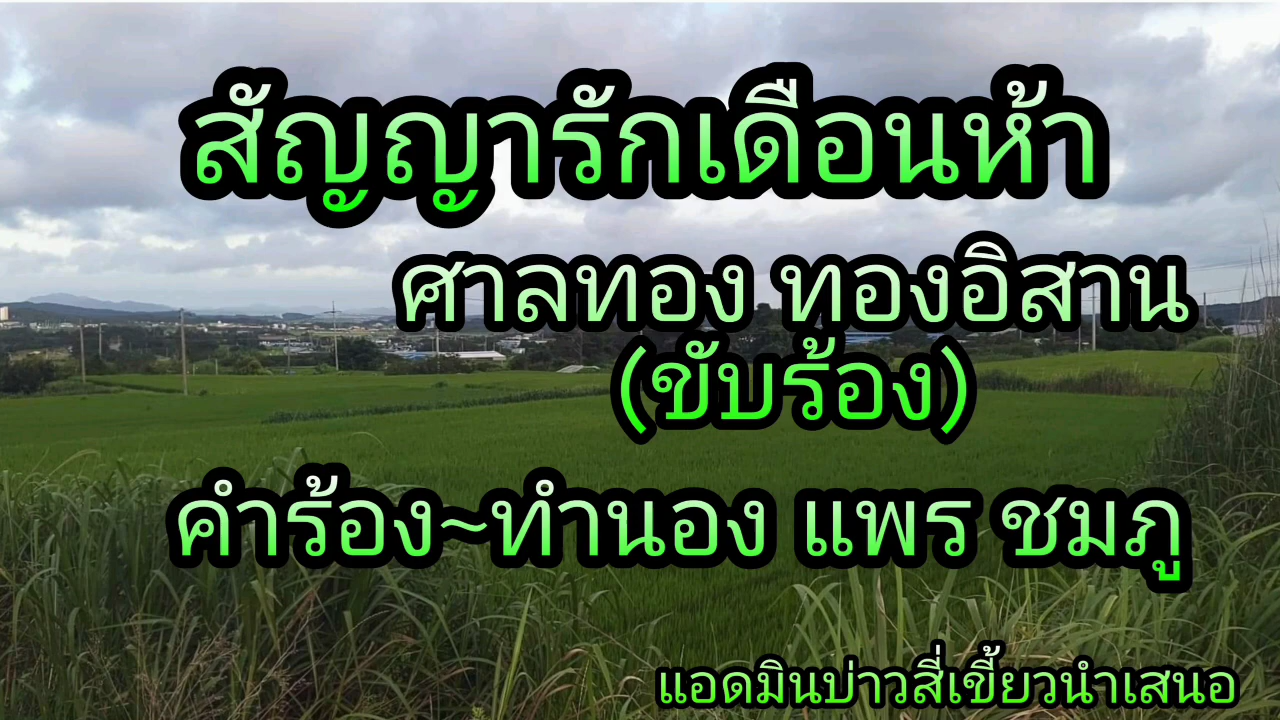 สัญญารักเดือนห้า
ศาลทอง ทองอิสาน
(ขับร้อง)
คำร้อง~ทำนอง แพร ชมภู
แอดมินบ่าวสี่เขี้ยวนำเสนอ